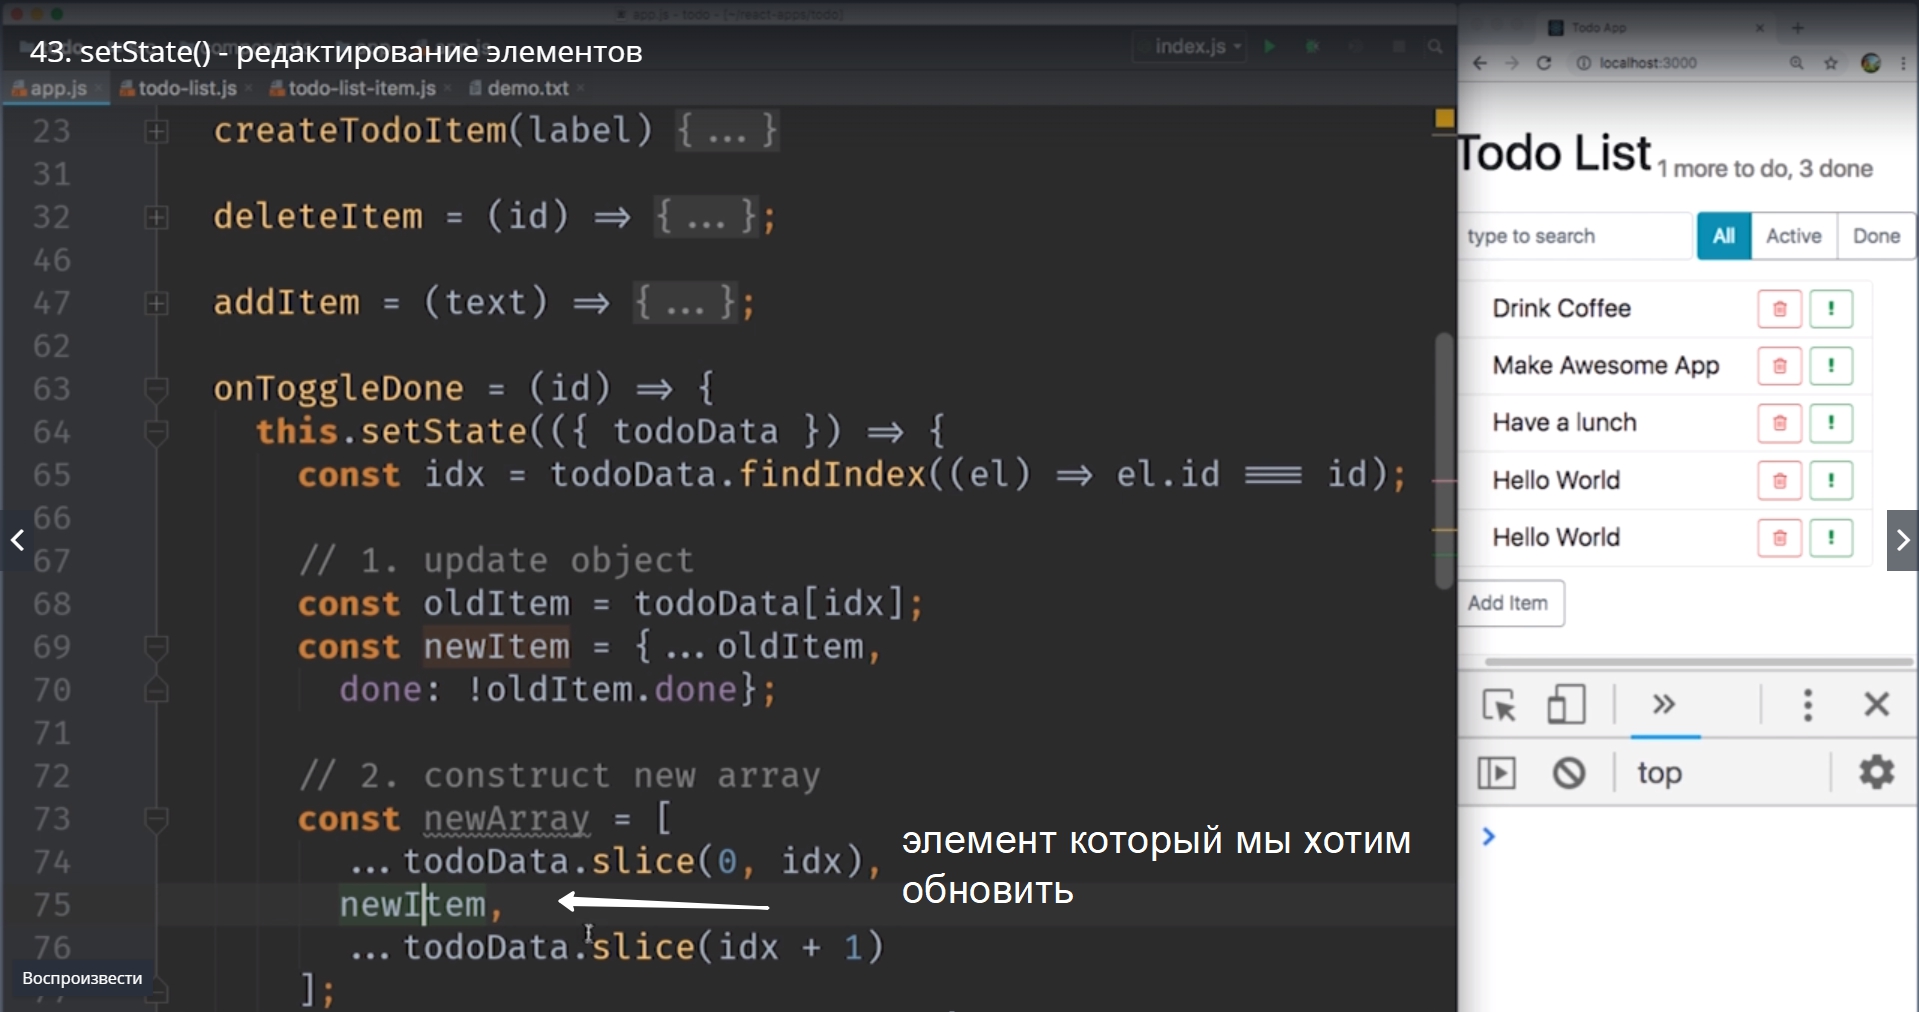 app.js - todo - [~/react-apps/todo]
43. setState() - редактирование элементов
index.js
app.js
todo-list.js
todo-list-item.js
demo.txt
23 createTodoItem(label) {...}
31
32 deleteItem = (id) ⇒ {...};
46
47 addItem = (text) ⇒ {...};
62
63 onToggleDone = (id) ⇒ {
64 this.setState(({ todoData }) ⇒ {
65 const idx = todoData.findIndex((el) ⇒ el.id === id);
66
67 // 1. update object
68 const oldItem = todoData[idx];
69 const newItem = {...oldItem,
70 done: !oldItem.done};
71
72 // 2. construct new array
73 const newArray = [
74 ...todoData.slice(0, idx),
75 newItem,
76 ...todoData.slice(idx + 1)
];
элемент который мы хотим
обновить
Воспроизвести
Todo App
localhost:3000
Todo List 1 more to do, 3 done
type to search
All
Active
Done
Drink Coffee
Make Awesome App
Have a lunch
Hello World
Hello World
Add Item
top